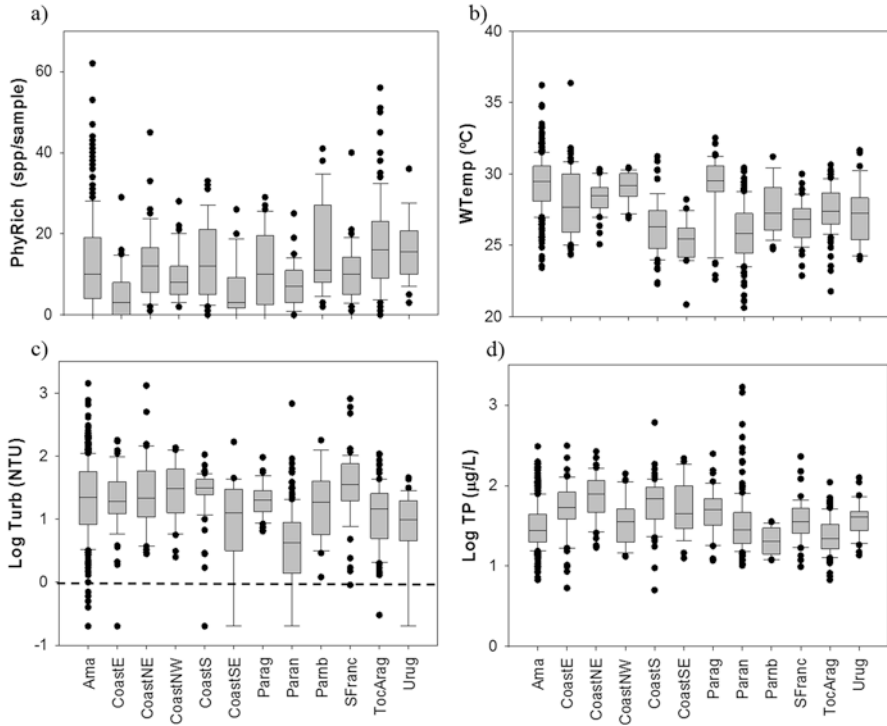 a)
60
40
20
0
PhyRich (spp/sample)
b)
40
35
30
25
20
WTemp (ºC)
c)
3
2
1
0
-1
Log Turb (NTU)
Ama
CoastE
CoastNE
CoastNW
CoastS
CoastSE
Parag
Paran
Parnb
SFranc
TocArag
Urug
d)
3
2
1
0
Log TP (µg/L)
Ama
CoastE
CoastNE
CoastNW
CoastS
CoastSE
Parag
Paran
Parnb
SFranc
TocArag
Urug